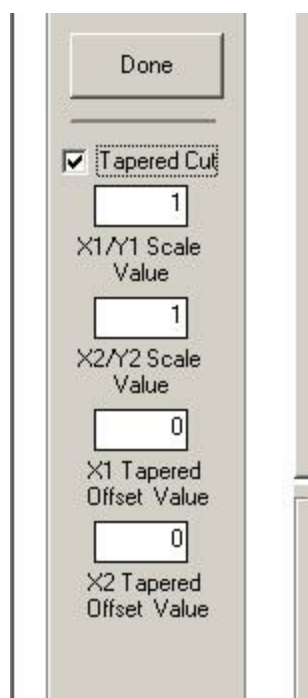 Done
Tapered Cut
1
X1/Y1 Scale
Value
1
X2/Y2 Scale
Value
0
X1 Tapered
Offset Value
0
X2 Tapered
Offset Value